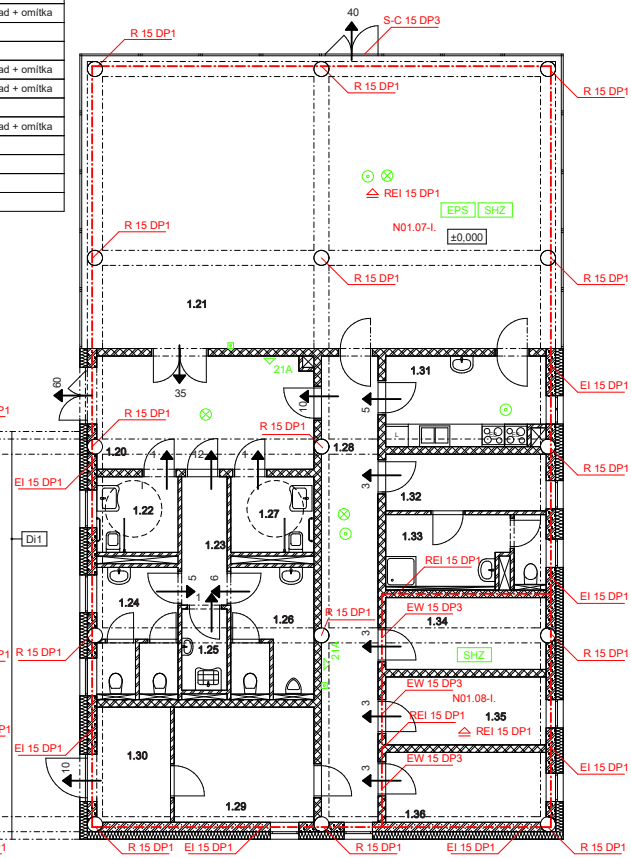 ad + omítka
ad + omítka
ad + omítka
ad + omítka
40
S-C 15 DP3
R 15 DP1
R 15 DP1
R 15 DP1
REI 15 DP1
EPS
SHZ
N01.07-I.
±0,000
R 15 DP1
R 15 DP1
R 15 DP1
1.21
21A
1.31
60
35
10
5
EI 15 DP1
P1
R 15 DP1
R 15 DP1
1.20
1
12
1
1.28
L
R 15 DP1
EI 15 DP1
3
1.32
1.22
1.27
1.23
1.33
Di1
REI 15 DP1
5
6
1
1.24
1.26
R 15 DP1
EW 15 DP3
1.34
EI 15 DP1
P1
R 15 DP1
1.25
21A
3
SHZ
R 15 DP1
EW 15 DP3
N01.08-I.
3
REI 15 DP1
1.35
REI 15 DP1
P1
EI 15 DP1
1.30
10
EW 15 DP3
3
EI 15 DP1
1.29
1.36
P1
R 15 DP1
EI 15 DP1
R 15 DP1
EI 15 DP1
R 15 DP1